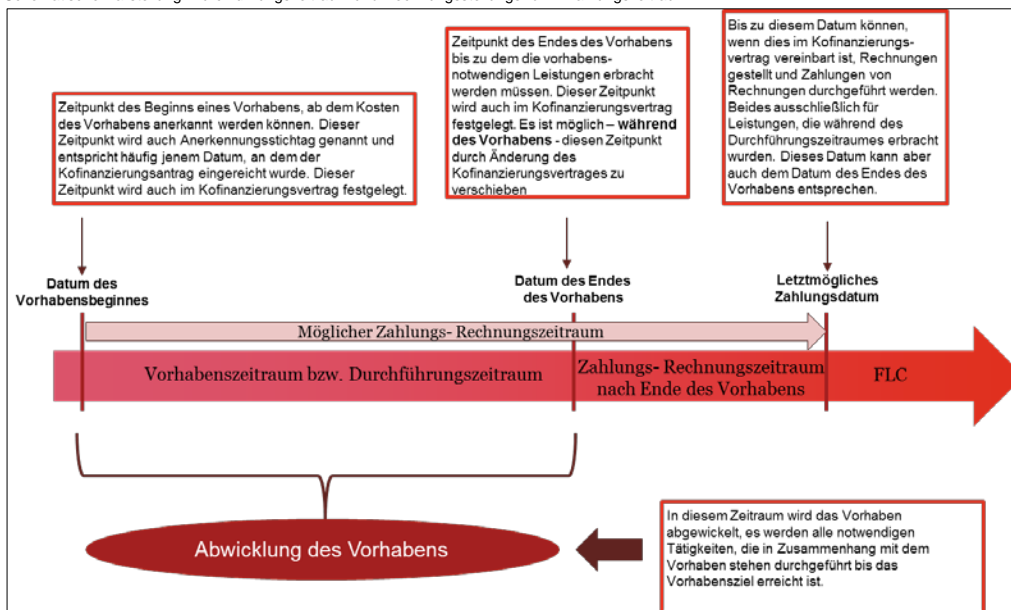 Zeitpunkt des Beginns eines Vorhabens, ab dem Kosten
des Vorhabens anerkannt werden können. Dieser
Zeitpunkt wird auch Anerkennungsstichtag genannt und
entspricht häufig jenem Datum, an dem der
Kofinanzierungsantrag eingereicht wurde. Dieser
Zeitpunkt wird auch im Kofinanzierungsvertrag festgelegt.
Zeitpunkt des Endes des Vorhabens
bis zu dem die vorhabens-
notwendigen Leistungen erbracht
werden müssen. Dieser Zeitpunkt
wird auch im Kofinanzierungsvertrag
festgelegt. Es ist möglich – während
des Vorhabens - diesen Zeitpunkt
durch Änderung des
Kofinanzierungsvertrages zu
verschieben
Bis zu diesem Datum können,
wenn dies im Kofinanzierungs-
vertrag vereinbart ist, Rechnungen
gestellt und Zahlungen von
Rechnungen durchgeführt werden.
Beides ausschließlich für
Leistungen, die während des
Durchführungszeitraumes erbracht
wurden. Dieses Datum kann aber
auch dem Datum des Endes des
Vorhabens entsprechen.
Datum des
Vorhabensbeginnes
Datum des Endes
des Vorhabens
Letztmögliches
Zahlungsdatum
Möglicher Zahlungs- Rechnungszeitraum
Vorhabenszeitraum bzw. Durchführungszeitraum
Zahlungs- Rechnungszeitraum
nach Ende des Vorhabens
FLC
Abwicklung des Vorhabens
In diesem Zeitraum wird das Vorhaben
abgewickelt, es werden alle notwendigen
Tätigkeiten, die in Zusammenhang mit dem
Vorhaben stehen durchgeführt bis das
Vorhabensziel erreicht ist.